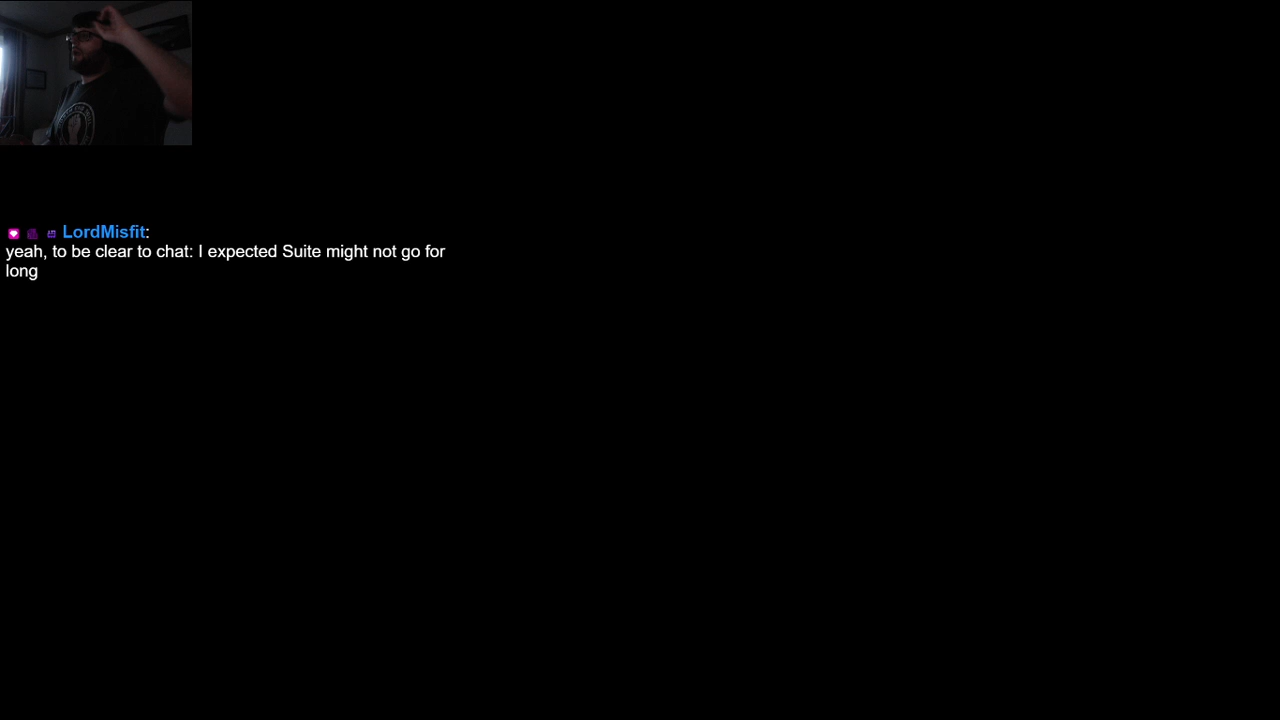 LordMisfit:
yeah, to be clear to chat: I expected Suite might not go for
long